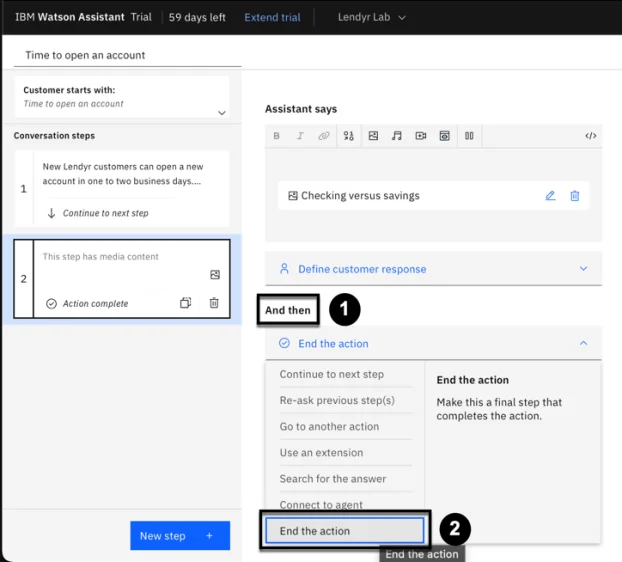 IBM Watson Assistant Trial 59 days left Extend trial Lendyr Lab
Time to open an account
Customer starts with:
Time to open an account
Conversation steps
1
New Lendyr customers can open a new
account in one to two business days....
Continue to next step
2
This step has media content
Action complete
New step +
Assistant says
B I </>
Checking versus savings
Define customer response
And then 1
End the action
Continue to next step
Re-ask previous step(s)
Go to another action
Use an extension
Search for the answer
Connect to agent
End the action 2
End the action
Make this a final step that
completes the action.
End the action